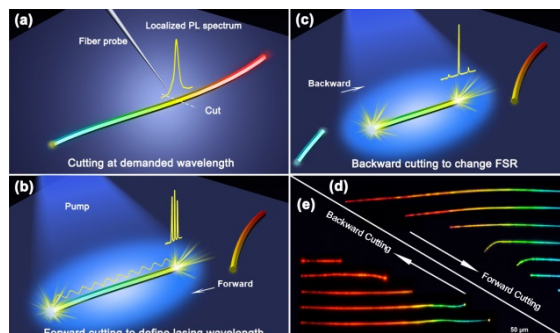 (a)
Localized PL spectrum
Fiber probe
Cut
Cutting at demanded wavelength
(b)
Pump
Forward
Forward cutting to define lasing wavelength
(c)
Backward
Backward cutting to change FSR
(d)
(e)
Backward Cutting
Forward Cutting
50 μm